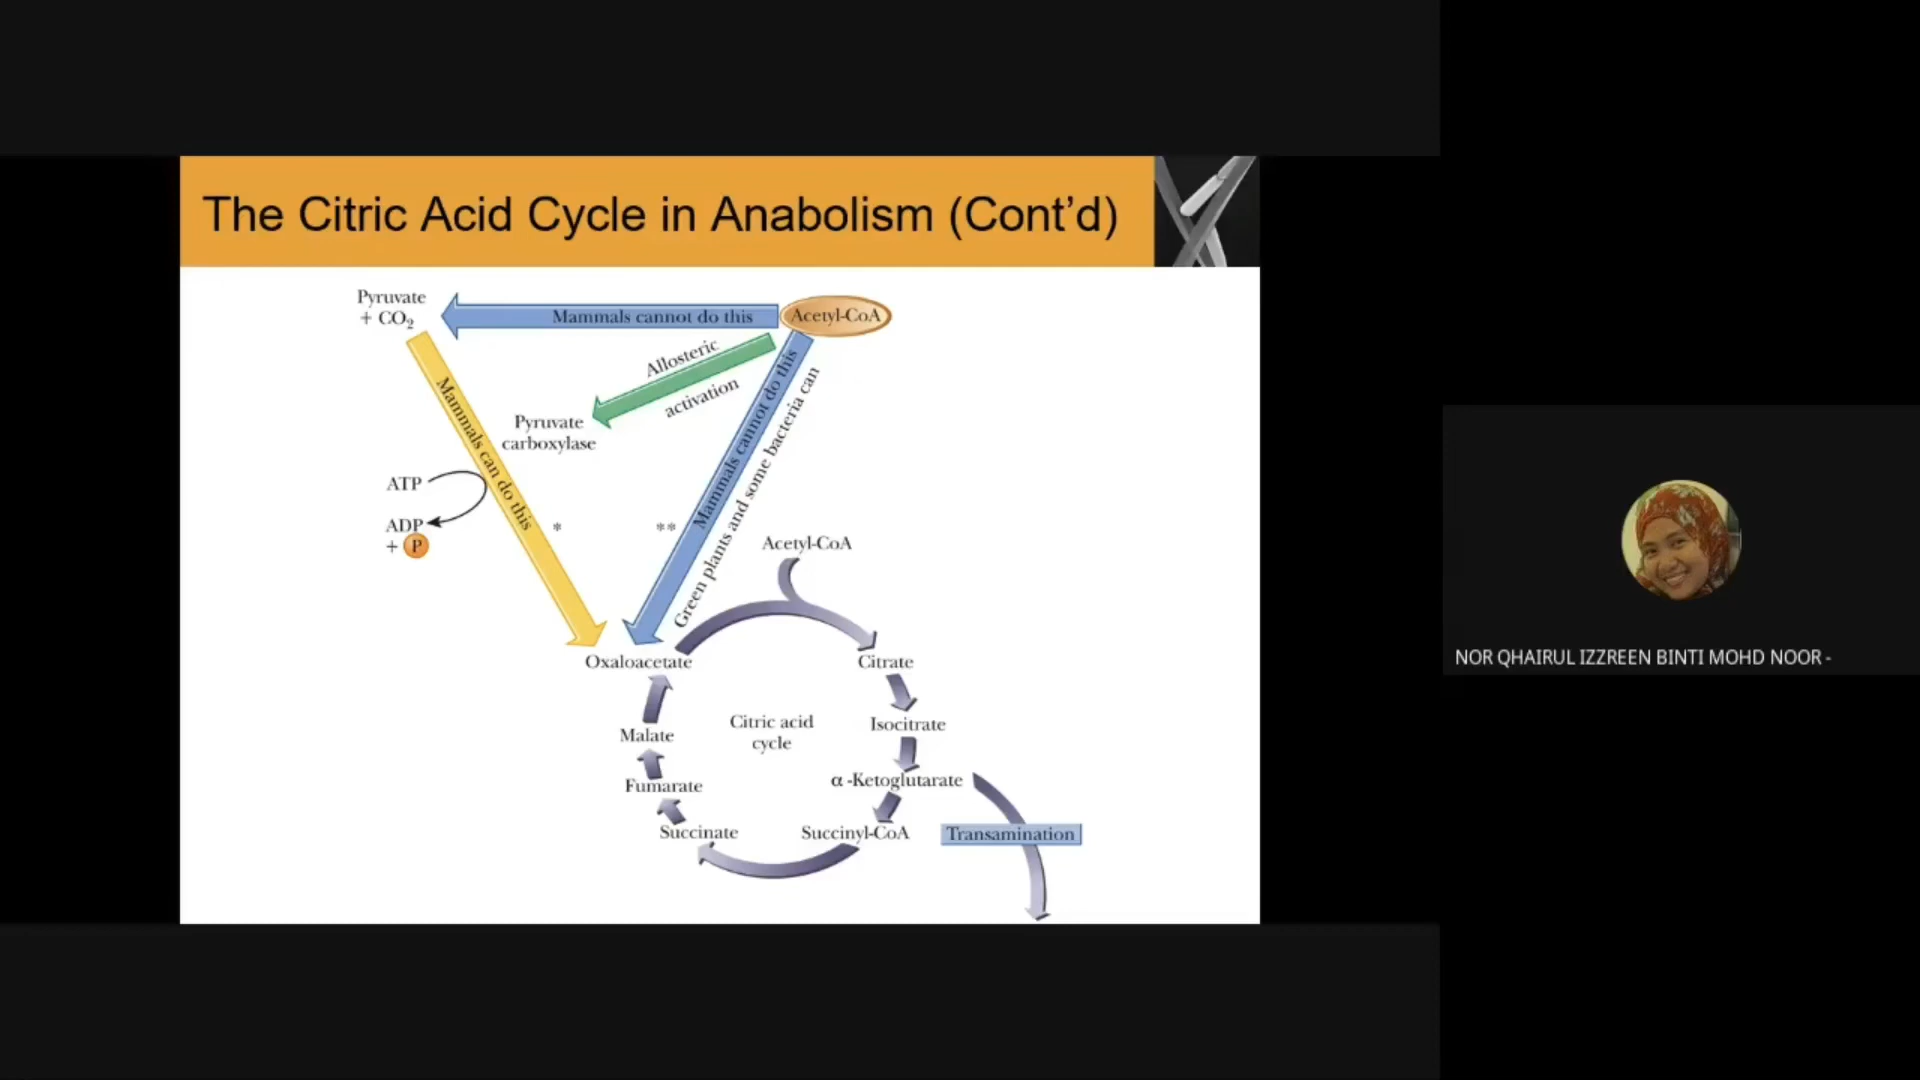 The Citric Acid Cycle in Anabolism (Cont’d)
Pyruvate
+ CO₂
Mammals cannot do this
Acetyl-CoA
Allosteric
activation
Pyruvate
carboxylase
Mammals can do this
Mammals cannot do this
Green plants and some bacteria can
ATP
ADP
+ P
*
**
Acetyl-CoA
Oxaloacetate
Citrate
Citric acid
cycle
Isocitrate
Malate
α-Ketoglutarate
Fumarate
Succinate
Succinyl-CoA
Transamination
NOR QHAIRUL IZZREEN BINTI MOHD NOOR -